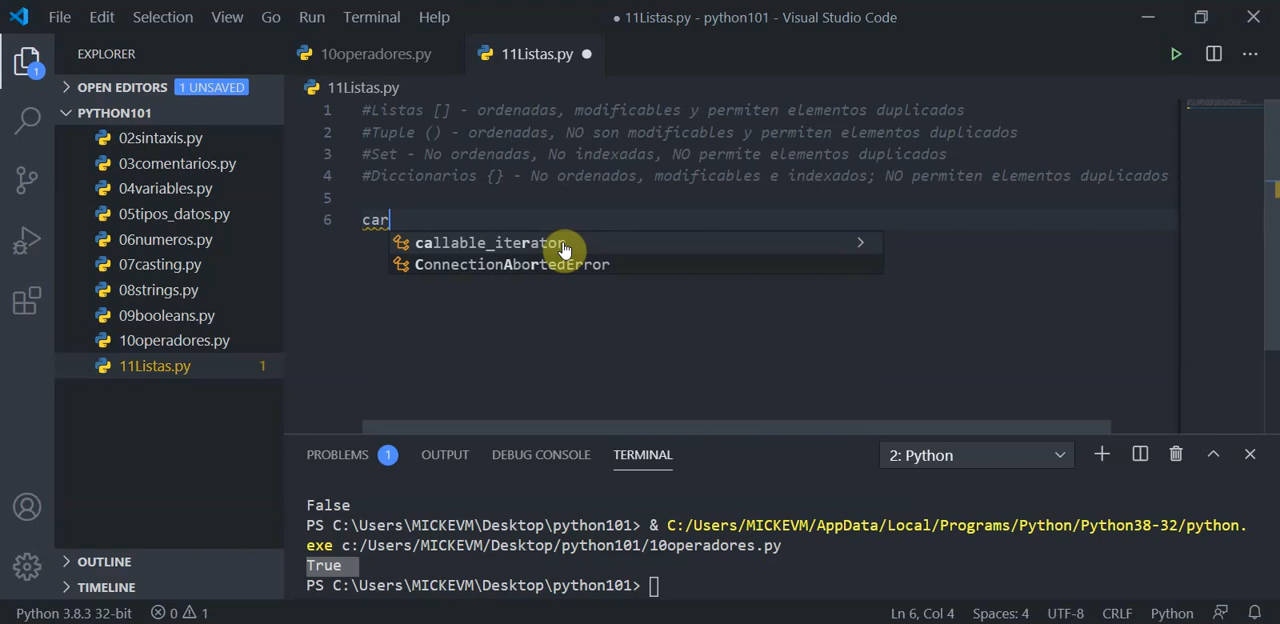 File Edit Selection View Go Run Terminal Help ● 11Listas.py - python101 - Visual Studio Code
EXPLORER
10operadores.py
11Listas.py ●
1
OPEN EDITORS 1 UNSAVED
PYTHON101
02sintaxis.py
03comentarios.py
04variables.py
05tipos_datos.py
06numeros.py
07casting.py
08strings.py
09booleans.py
10operadores.py
11Listas.py 1
OUTLINE
TIMELINE
11Listas.py
1 #Listas [] - ordenadas, modificables y permiten elementos duplicados
2 #Tuple () - ordenadas, NO son modificables y permiten elementos duplicados
3 #Set - No ordenadas, No indexadas, NO permite elementos duplicados
4 #Diccionarios {} - No ordenados, modificables e indexados; NO permiten elementos duplicados
5
6 car
callable_iterator
ConnectionAbortedError
PROBLEMS 1 OUTPUT DEBUG CONSOLE TERMINAL 2: Python
False
PS C:\Users\MICKEVM\Desktop\python101> & C:/Users/MICKEVM/AppData/Local/Programs/Python/Python38-32/python.
exe c:/Users/MICKEVM/Desktop/python101/10operadores.py
True
PS C:\Users\MICKEVM\Desktop\python101>
Python 3.8.3 32-bit 0 1 Ln 6, Col 4 Spaces: 4 UTF-8 CRLF Python